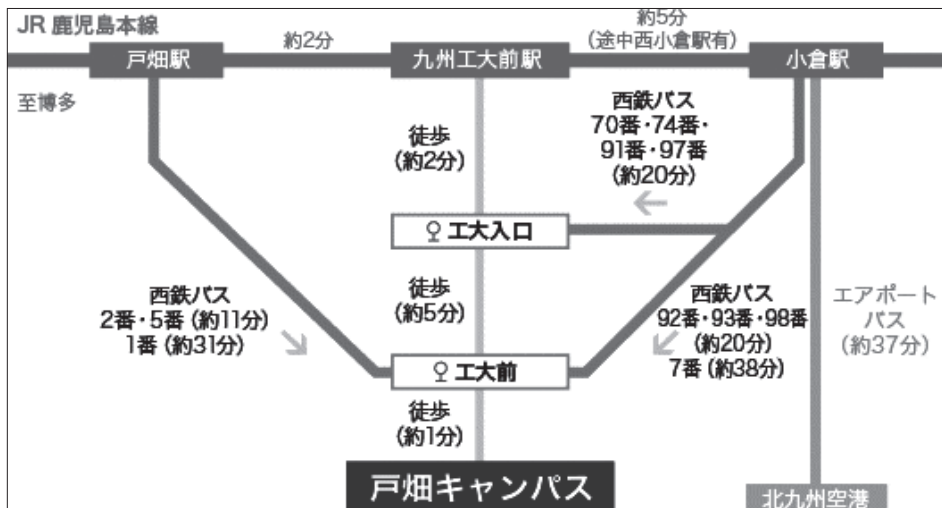 JR 鹿児島本線
約2分
約5分
(途中西小倉駅有)
戸畑駅
九州工大前駅
小倉駅
至博多
徒歩
(約2分)
西鉄バス
70番・74番・
91番・97番
(約20分)
工大入口
西鉄バス
2番・5番 (約11分)
1番 (約31分)
徒歩
(約5分)
西鉄バス
92番・93番・98番
(約20分)
7番 (約38分)
エアポート
バス
(約37分)
工大前
徒歩
(約1分)
戸畑キャンパス
北九州空港